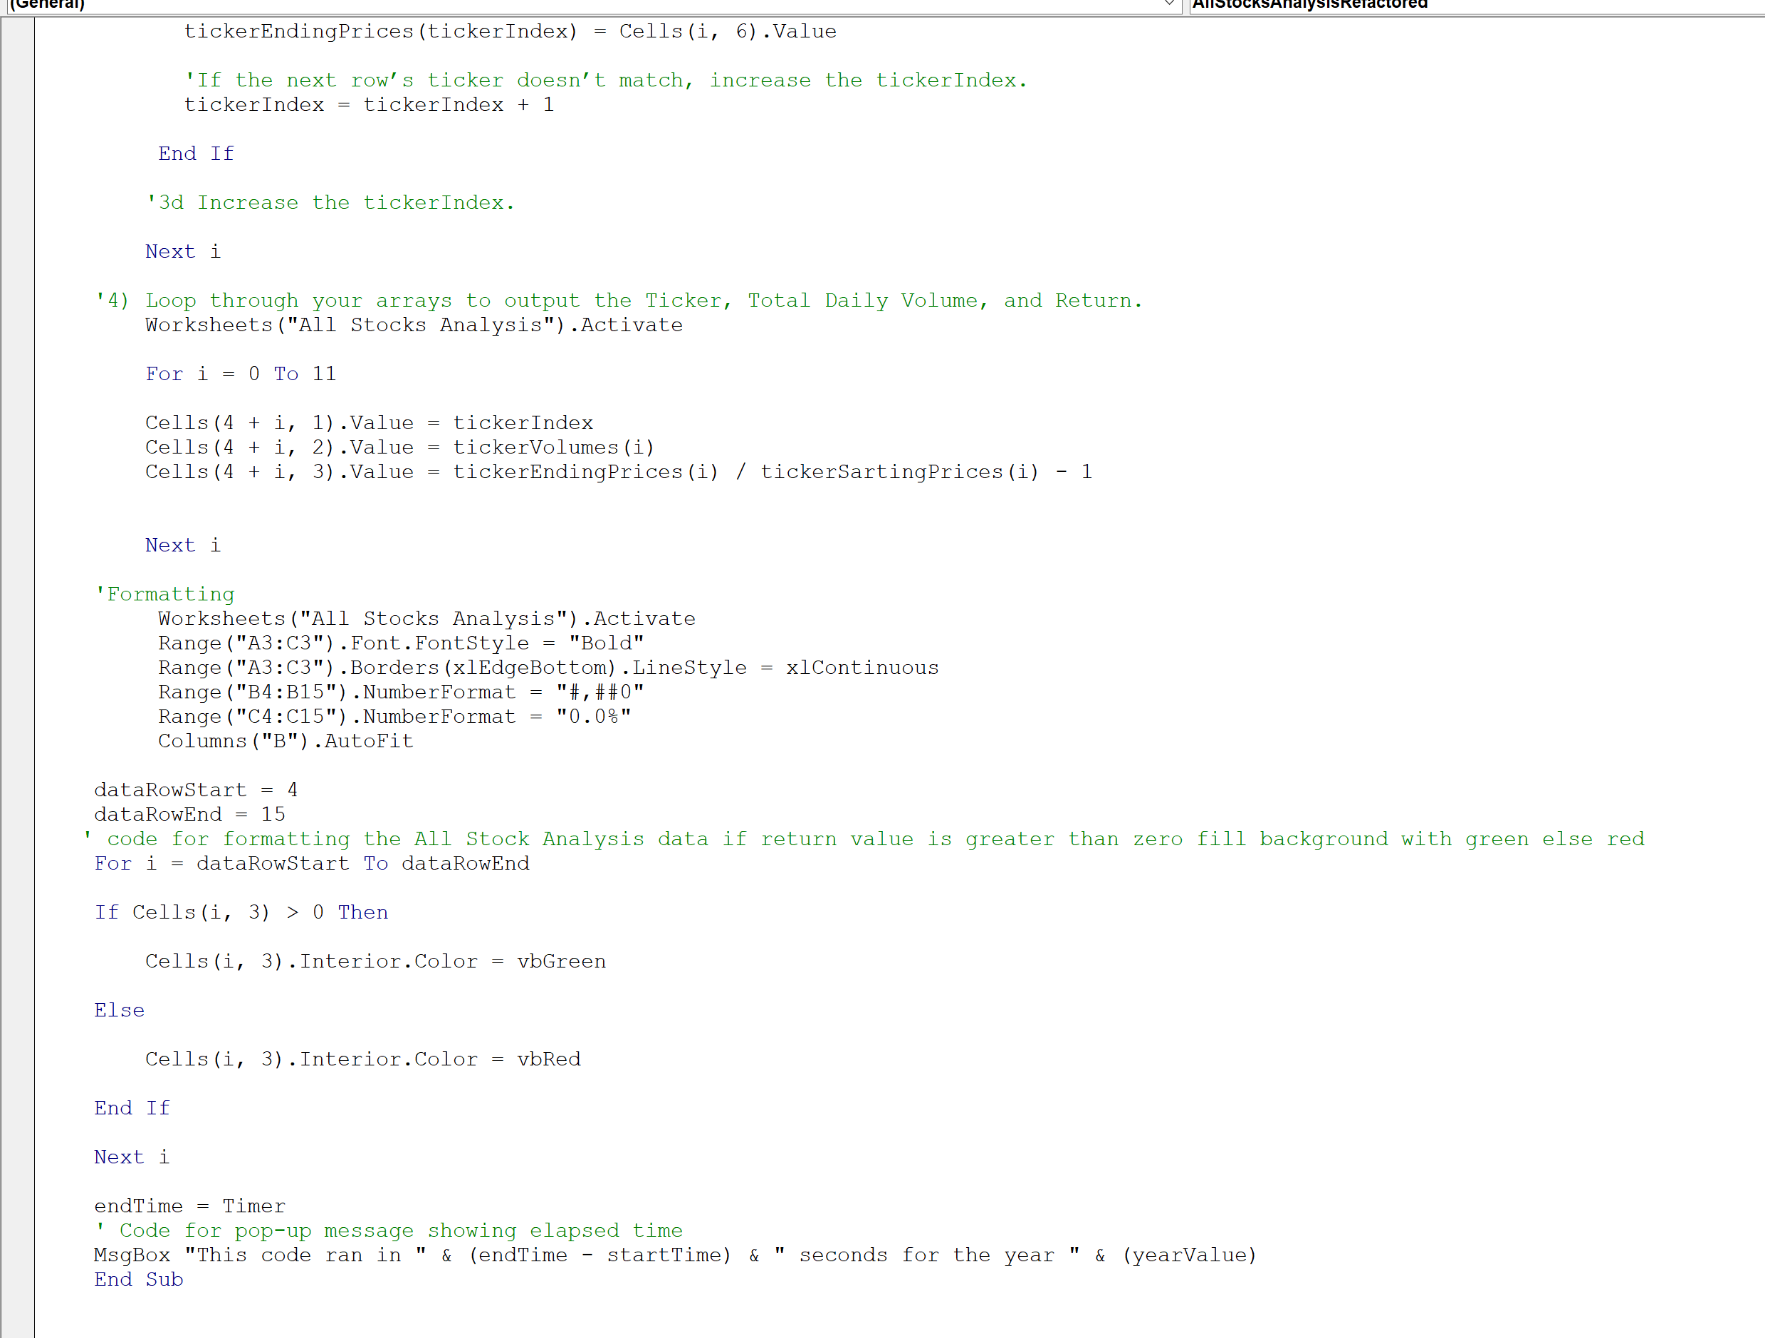 (General)
AllStocksAnalysisRefactored
tickerEndingPrices(tickerIndex) = Cells(i, 6).Value
'If the next row’s ticker doesn’t match, increase the tickerIndex.
tickerIndex = tickerIndex + 1
End If
'3d Increase the tickerIndex.
Next i
'4) Loop through your arrays to output the Ticker, Total Daily Volume, and Return.
Worksheets("All Stocks Analysis").Activate
For i = 0 To 11
Cells(4 + i, 1).Value = tickerIndex
Cells(4 + i, 2).Value = tickerVolumes(i)
Cells(4 + i, 3).Value = tickerEndingPrices(i) / tickerSartingPrices(i) - 1
Next i
'Formatting
Worksheets("All Stocks Analysis").Activate
Range("A3:C3").Font.FontStyle = "Bold"
Range("A3:C3").Borders(xlEdgeBottom).LineStyle = xlContinuous
Range("B4:B15").NumberFormat = "#,##0"
Range("C4:C15").NumberFormat = "0.0%"
Columns("B").AutoFit
dataRowStart = 4
dataRowEnd = 15
' code for formatting the All Stock Analysis data if return value is greater than zero fill background with green else red
For i = dataRowStart To dataRowEnd
If Cells(i, 3) > 0 Then
Cells(i, 3).Interior.Color = vbGreen
Else
Cells(i, 3).Interior.Color = vbRed
End If
Next i
endTime = Timer
' Code for pop-up message showing elapsed time
MsgBox "This code ran in " & (endTime - startTime) & " seconds for the year " & (yearValue)
End Sub